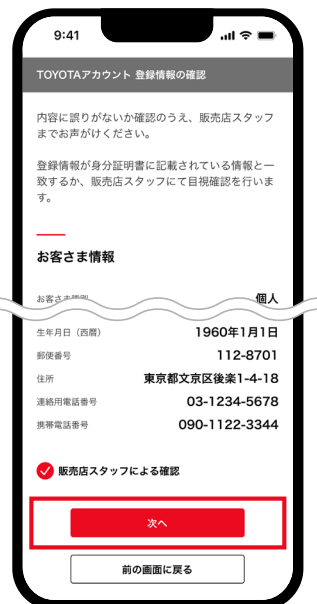 9:41
TOYOTAアカウント 登録情報の確認
内容に誤りがないか確認のうえ、販売店スタッフ
までお声がけください。
登録情報が身分証明書に記載されている情報と一
致するか、販売店スタッフにて目視確認を行いま
す。
お客さま情報
お客さま種別 個人
生年月日（西暦） 1960年1月1日
郵便番号 112-8701
住所 東京都文京区後楽1-4-18
連絡用電話番号 03-1234-5678
携帯電話番号 090-1122-3344
販売店スタッフによる確認
次へ
前の画面に戻る